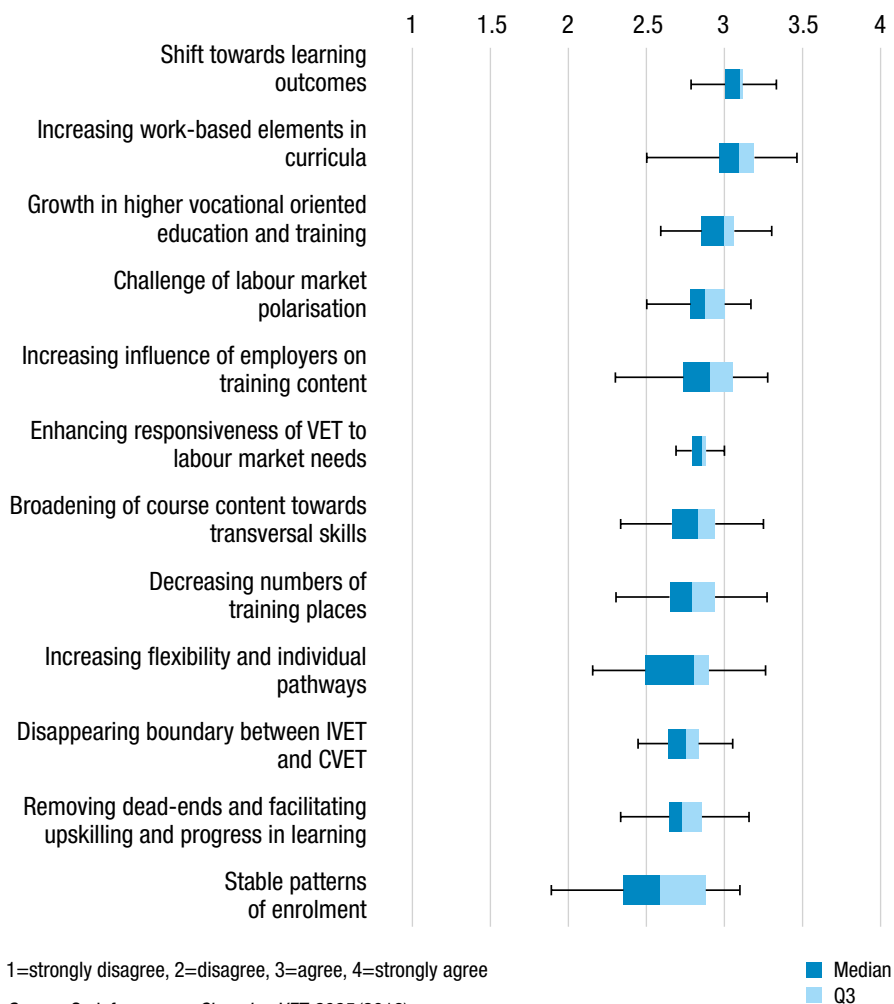 1 1.5 2 2.5 3 3.5 4
Shift towards learning
outcomes
Increasing work-based elements in
curricula
Growth in higher vocational oriented
education and training
Challenge of labour market
polarisation
Increasing influence of employers on
training content
Enhancing responsiveness of VET to
labour market needs
Broadening of course content towards
transversal skills
Decreasing numbers of
training places
Increasing flexibility and individual
pathways
Disappearing boundary between IVET
and CVET
Removing dead-ends and facilitating
upskilling and progress in learning
Stable patterns
of enrolment
1=strongly disagree, 2=disagree, 3=agree, 4=strongly agree
Median
Q3